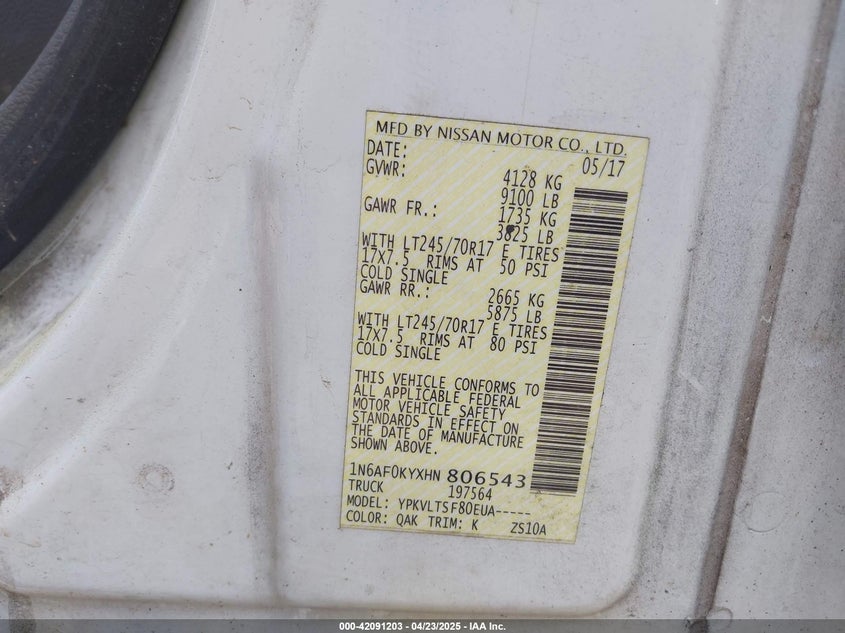 MFD BY NISSAN MOTOR CO., LTD.
DATE: 05/17
GVWR: 4128 KG
9100 LB
GAWR FR.: 1735 KG
3825 LB
WITH LT245/70R17 E TIRES
17X7.5 RIMS AT 50 PSI
COLD SINGLE
GAWR RR.: 2665 KG
5875 LB
WITH LT245/70R17 E TIRES
17X7.5 RIMS AT 80 PSI
COLD SINGLE
THIS VEHICLE CONFORMS TO
ALL APPLICABLE FEDERAL
MOTOR VEHICLE SAFETY
STANDARDS IN EFFECT ON
THE DATE OF MANUFACTURE
SHOWN ABOVE.
1N6AF0KYXHN 806543
TRUCK 197564
MODEL: YPKVLTSF80EUA-----
COLOR: QAK TRIM: K ZS10A
000-42091203 - 04/23/2025 - IAA Inc.